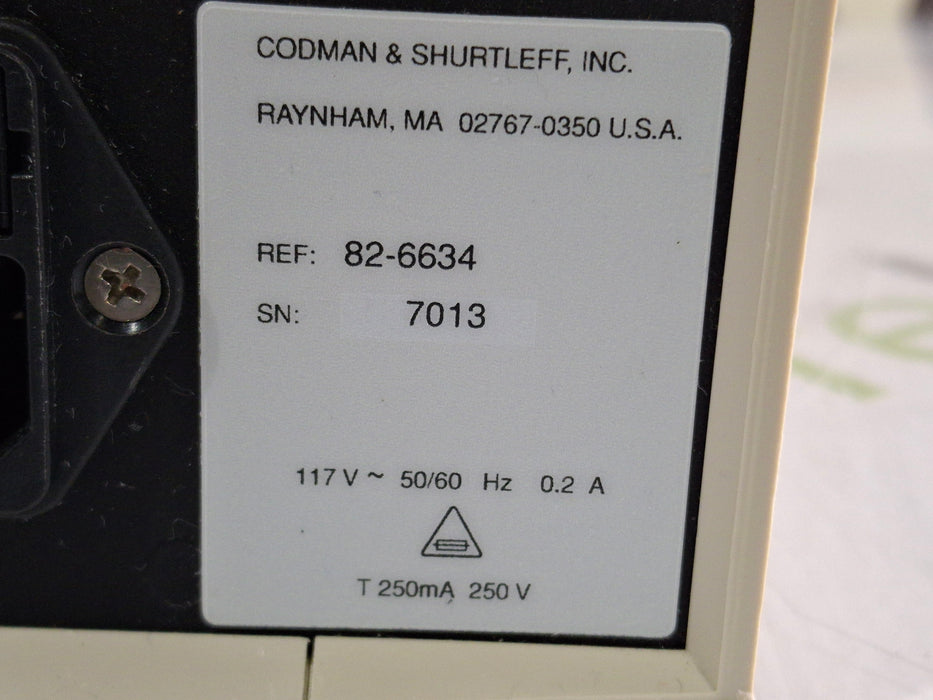 CODMAN & SHURTLEFF, INC.
RAYNHAM, MA 02767-0350 U.S.A.
REF: 82-6634
SN: 7013
117 V ~ 50/60 Hz 0.2 A
T 250mA 250 V